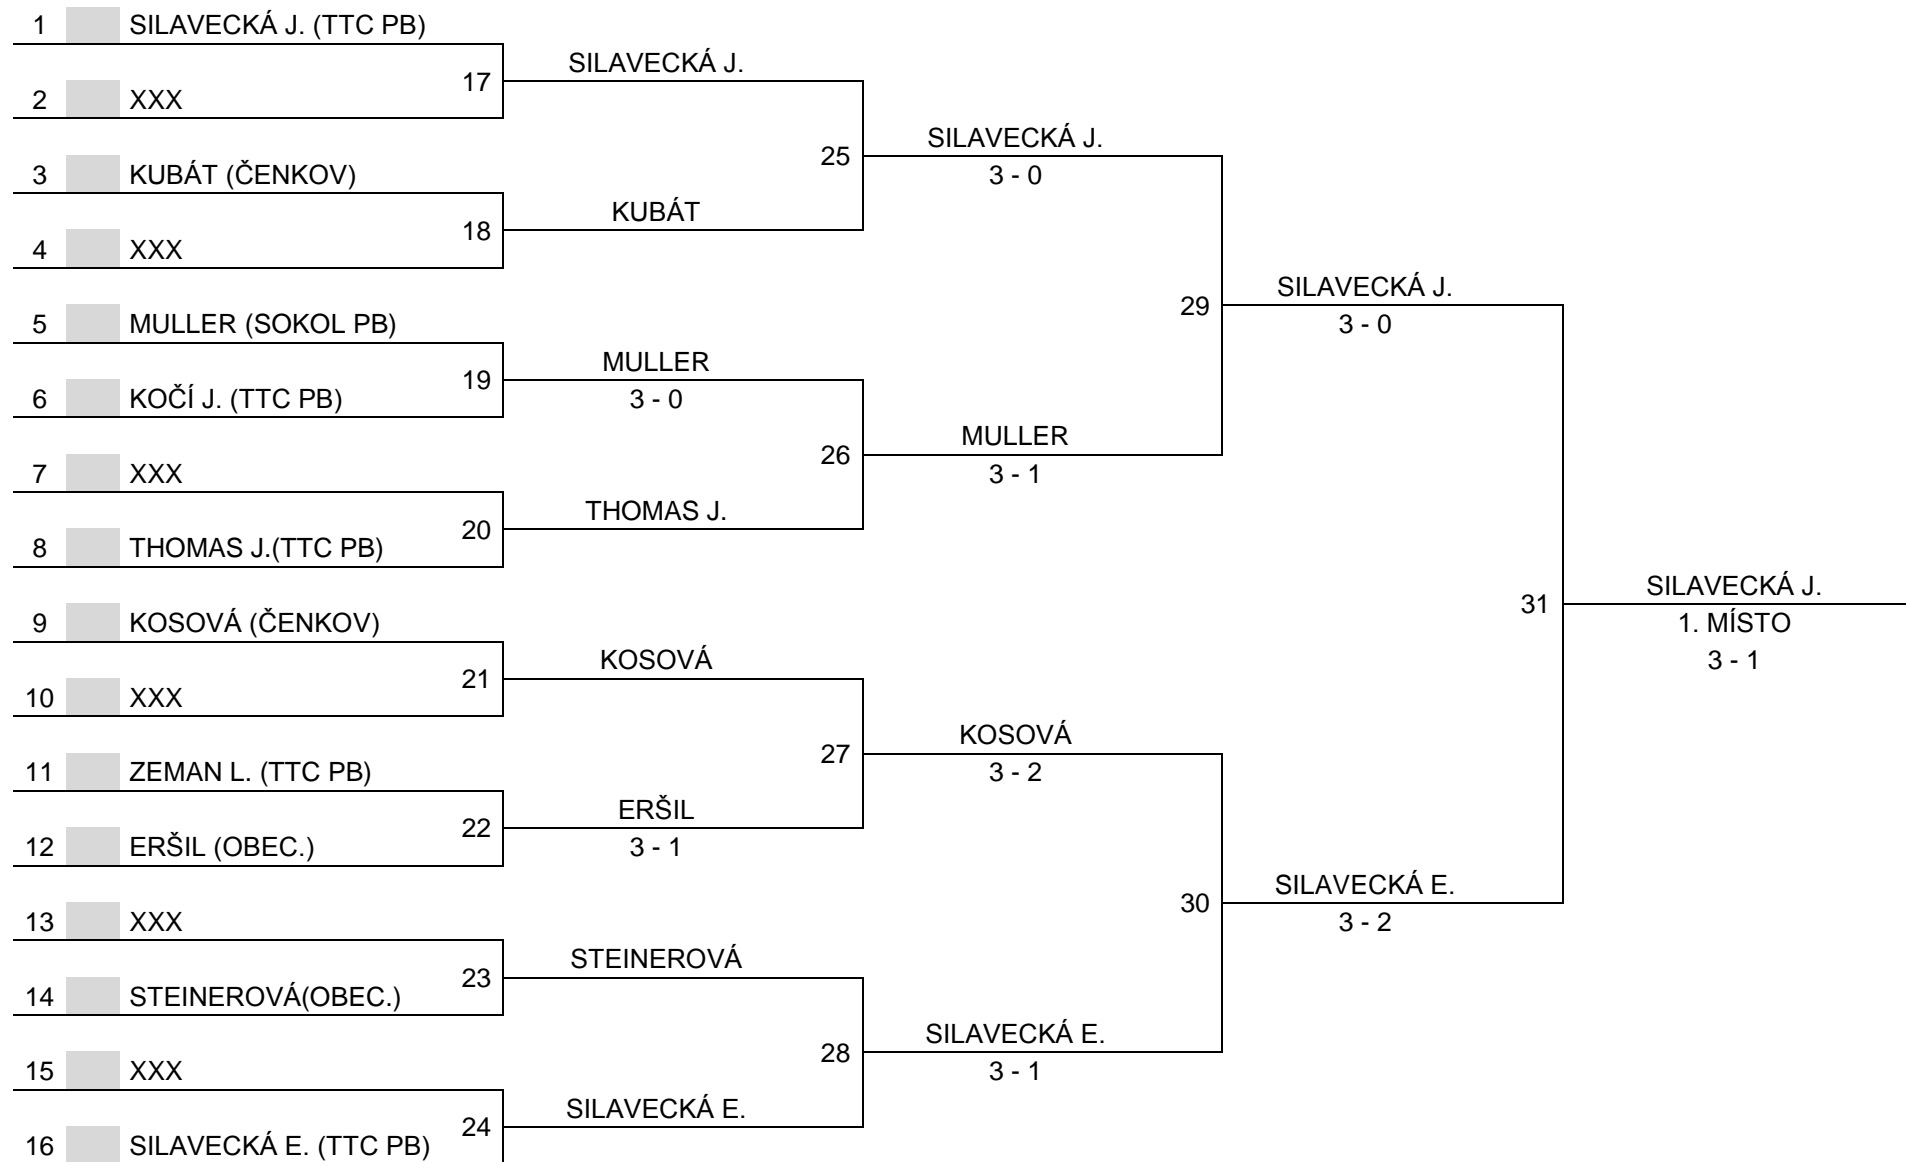 1 SILAVECKÁ J. (TTC PB)
17 SILAVECKÁ J.
2 XXX
25 SILAVECKÁ J.
3 - 0
3 KUBÁT (ČENKOV)
18 KUBÁT
4 XXX
29 SILAVECKÁ J.
3 - 0
5 MULLER (SOKOL PB)
19 MULLER
3 - 0
6 KOČÍ J. (TTC PB)
26 MULLER
3 - 1
7 XXX
20 THOMAS J.
8 THOMAS J.(TTC PB)
31 SILAVECKÁ J.
1. MÍSTO
3 - 1
9 KOSOVÁ (ČENKOV)
21 KOSOVÁ
10 XXX
27 KOSOVÁ
3 - 2
11 ZEMAN L. (TTC PB)
22 ERŠIL
3 - 1
12 ERŠIL (OBEC.)
30 SILAVECKÁ E.
3 - 2
13 XXX
23 STEINEROVÁ
14 STEINEROVÁ(OBEC.)
28 SILAVECKÁ E.
3 - 1
15 XXX
24 SILAVECKÁ E.
16 SILAVECKÁ E. (TTC PB)